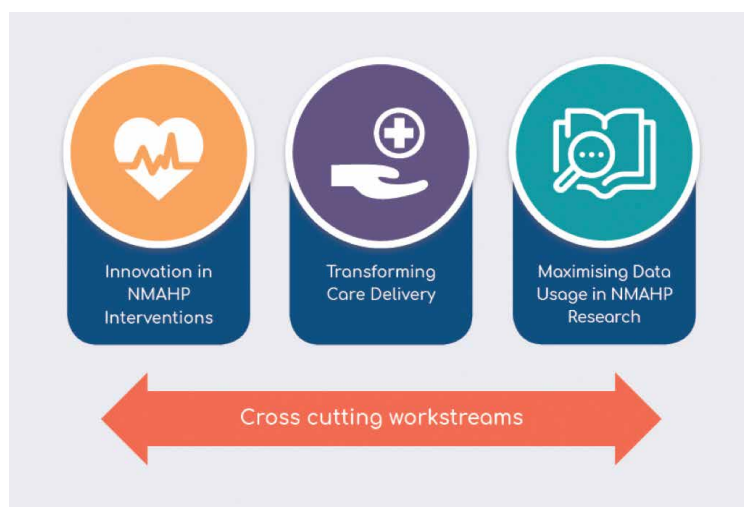 Innovation in
NMAHP
Interventions
Transforming
Care Delivery
Maximising Data
Usage in NMAHP
Research
Cross cutting workstreams